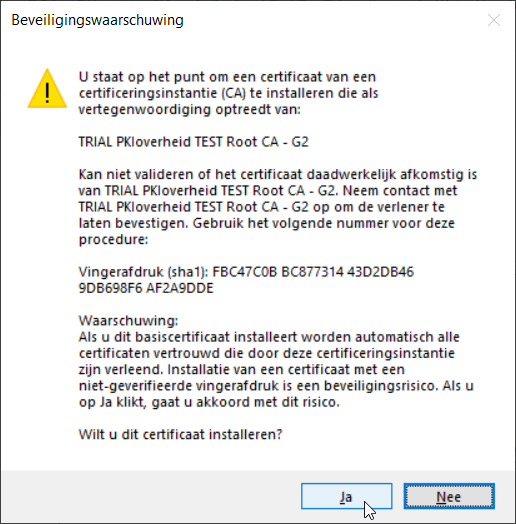 Beveiligingswaarschuwing
U staat op het punt om een certificaat van een
certificeringsinstantie (CA) te installeren die als
vertegenwoordiging optreedt van:
TRIAL PKIoverheid TEST Root CA - G2
Kan niet valideren of het certificaat daadwerkelijk afkomstig is
van TRIAL PKIoverheid TEST Root CA - G2. Neem contact met
TRIAL PKIoverheid TEST Root CA - G2 op om de verlener te
laten bevestigen. Gebruik het volgende nummer voor deze
procedure:
Vingerafdruk (sha1): FBC47C0B BC877314 43D2DB46
9DB698F6 AF2A9DDE
Waarschuwing:
Als u dit basiscertificaat installeert worden automatisch alle
certificaten vertrouwd die door deze certificeringsinstantie
zijn verleend. Installatie van een certificaat met een
niet-geverifieerde vingerafdruk is een beveiligingsrisico. Als u
op Ja klikt, gaat u akkoord met dit risico.
Wilt u dit certificaat installeren?
Ja Nee